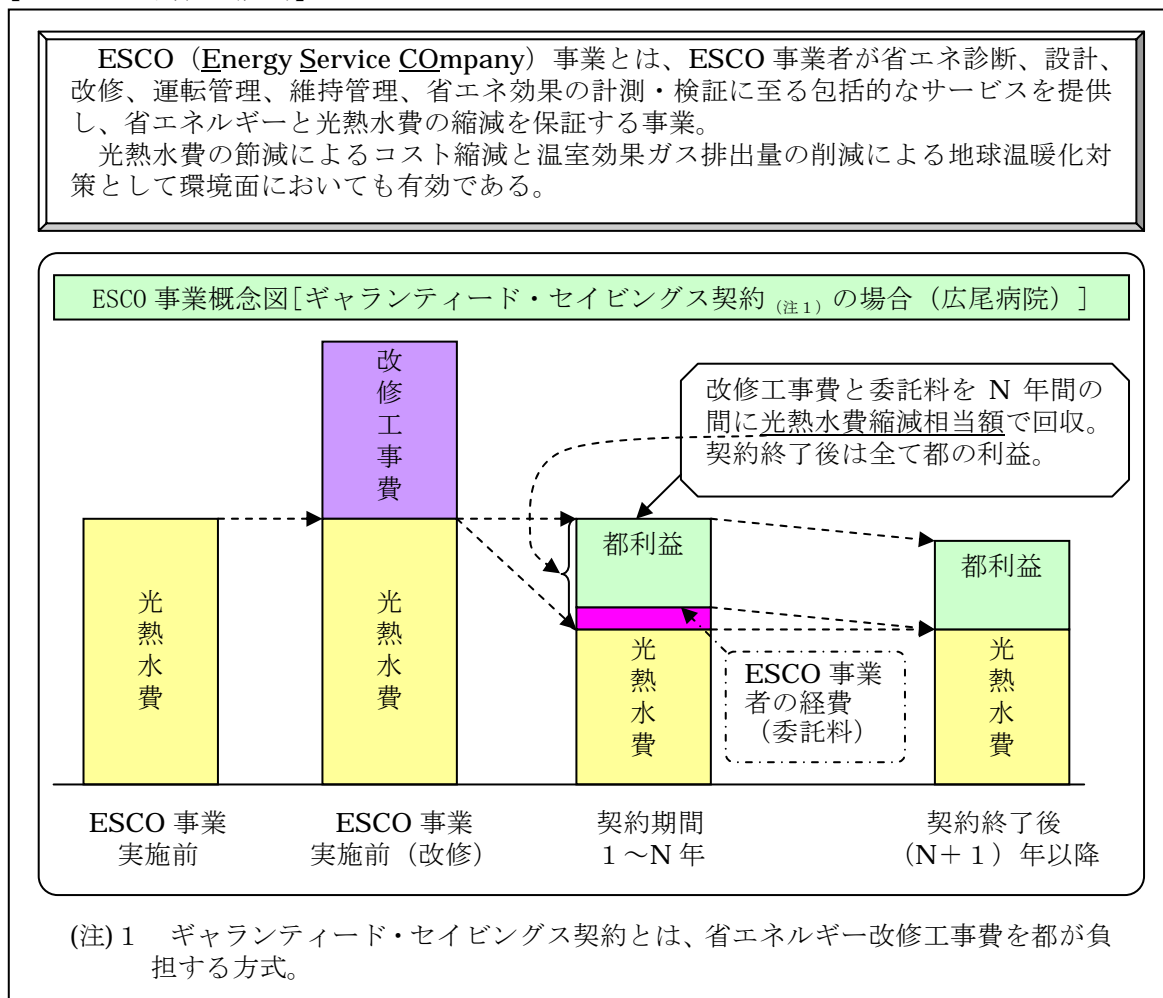 ESCO（Energy Service COmpany）事業とは、ESCO 事業者が省エネ診断、設計、
改修、運転管理、維持管理、省エネ効果の計測・検証に至る包括的なサービスを提供
し、省エネルギーと光熱水費の縮減を保証する事業。
光熱水費の節減によるコスト縮減と温室効果ガス排出量の削減による地球温暖化対
策として環境面においても有効である。
ESCO 事業概念図［ギャランティード・セイビングス契約（注１）の場合（広尾病院）］
改修工事費
改修工事費と委託料を N 年間の
間に光熱水費縮減相当額で回収。
契約終了後は全て都の利益。
光熱水費
光熱水費
都利益
光熱水費
ESCO 事業
者の経費
（委託料）
都利益
光熱水費
ESCO 事業
実施前
ESCO 事業
実施前（改修）
契約期間
１～N 年
契約終了後
（N＋１）年以降
(注)１　ギャランティード・セイビングス契約とは、省エネルギー改修工事費を都が負
担する方式。